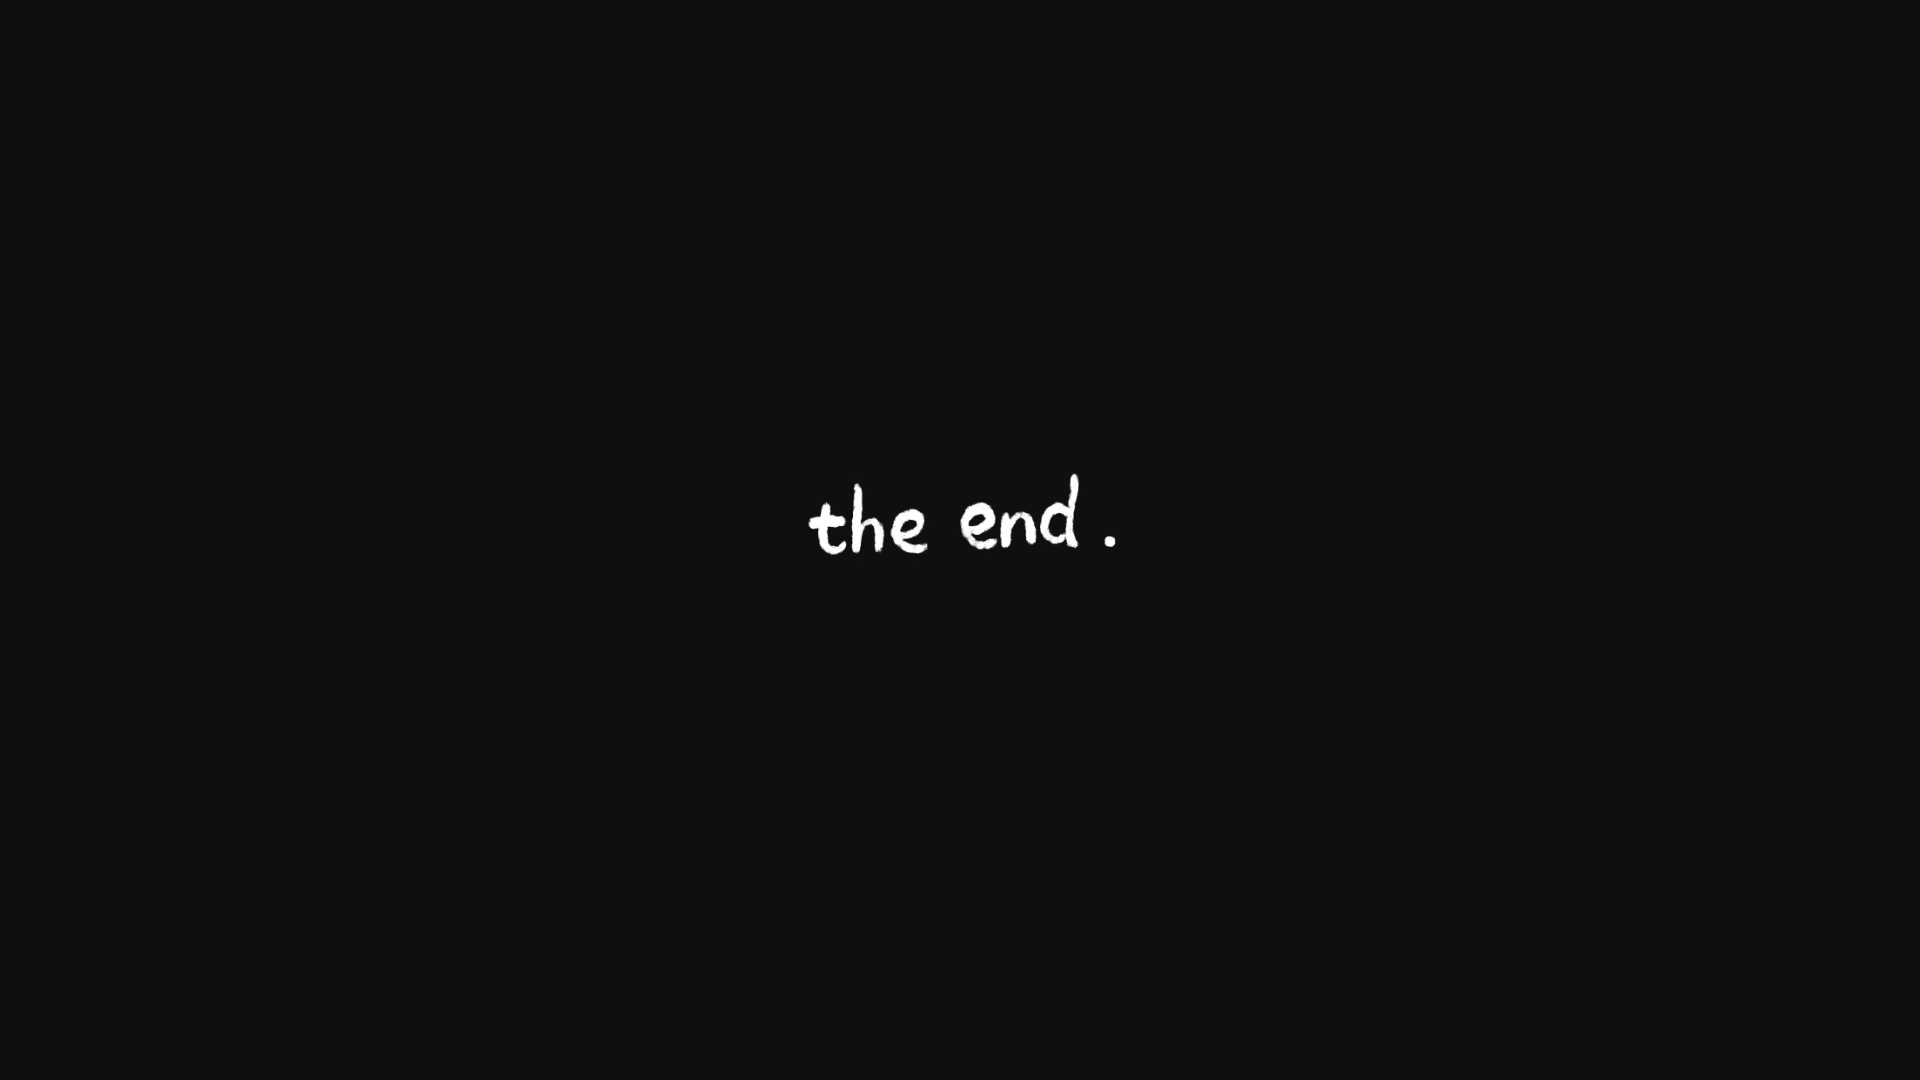 the end .